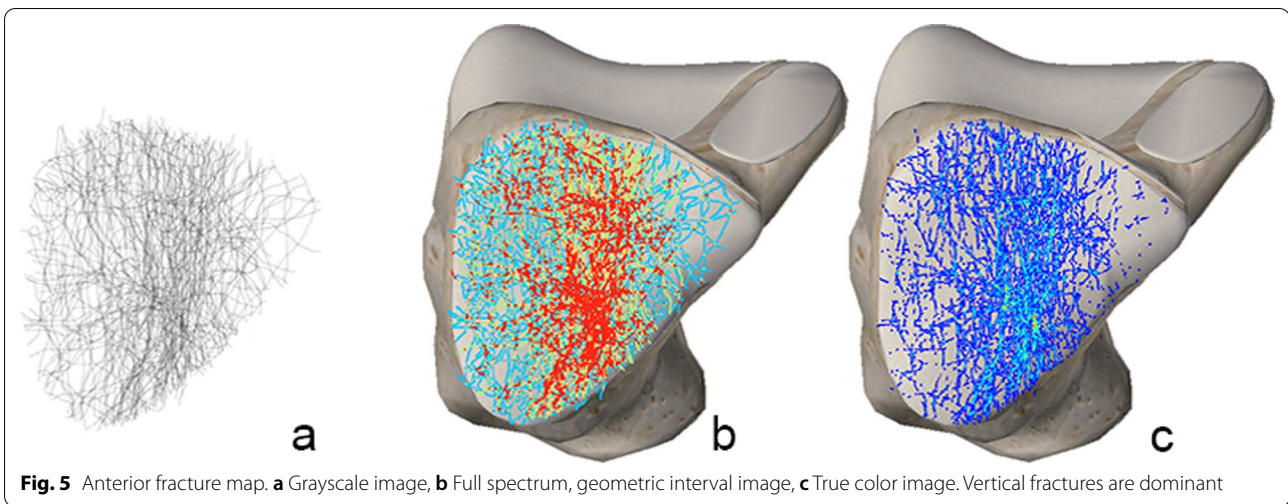 a
b
c
Fig. 5 Anterior fracture map. a Grayscale image, b Full spectrum, geometric interval image, c True color image. Vertical fractures are dominant